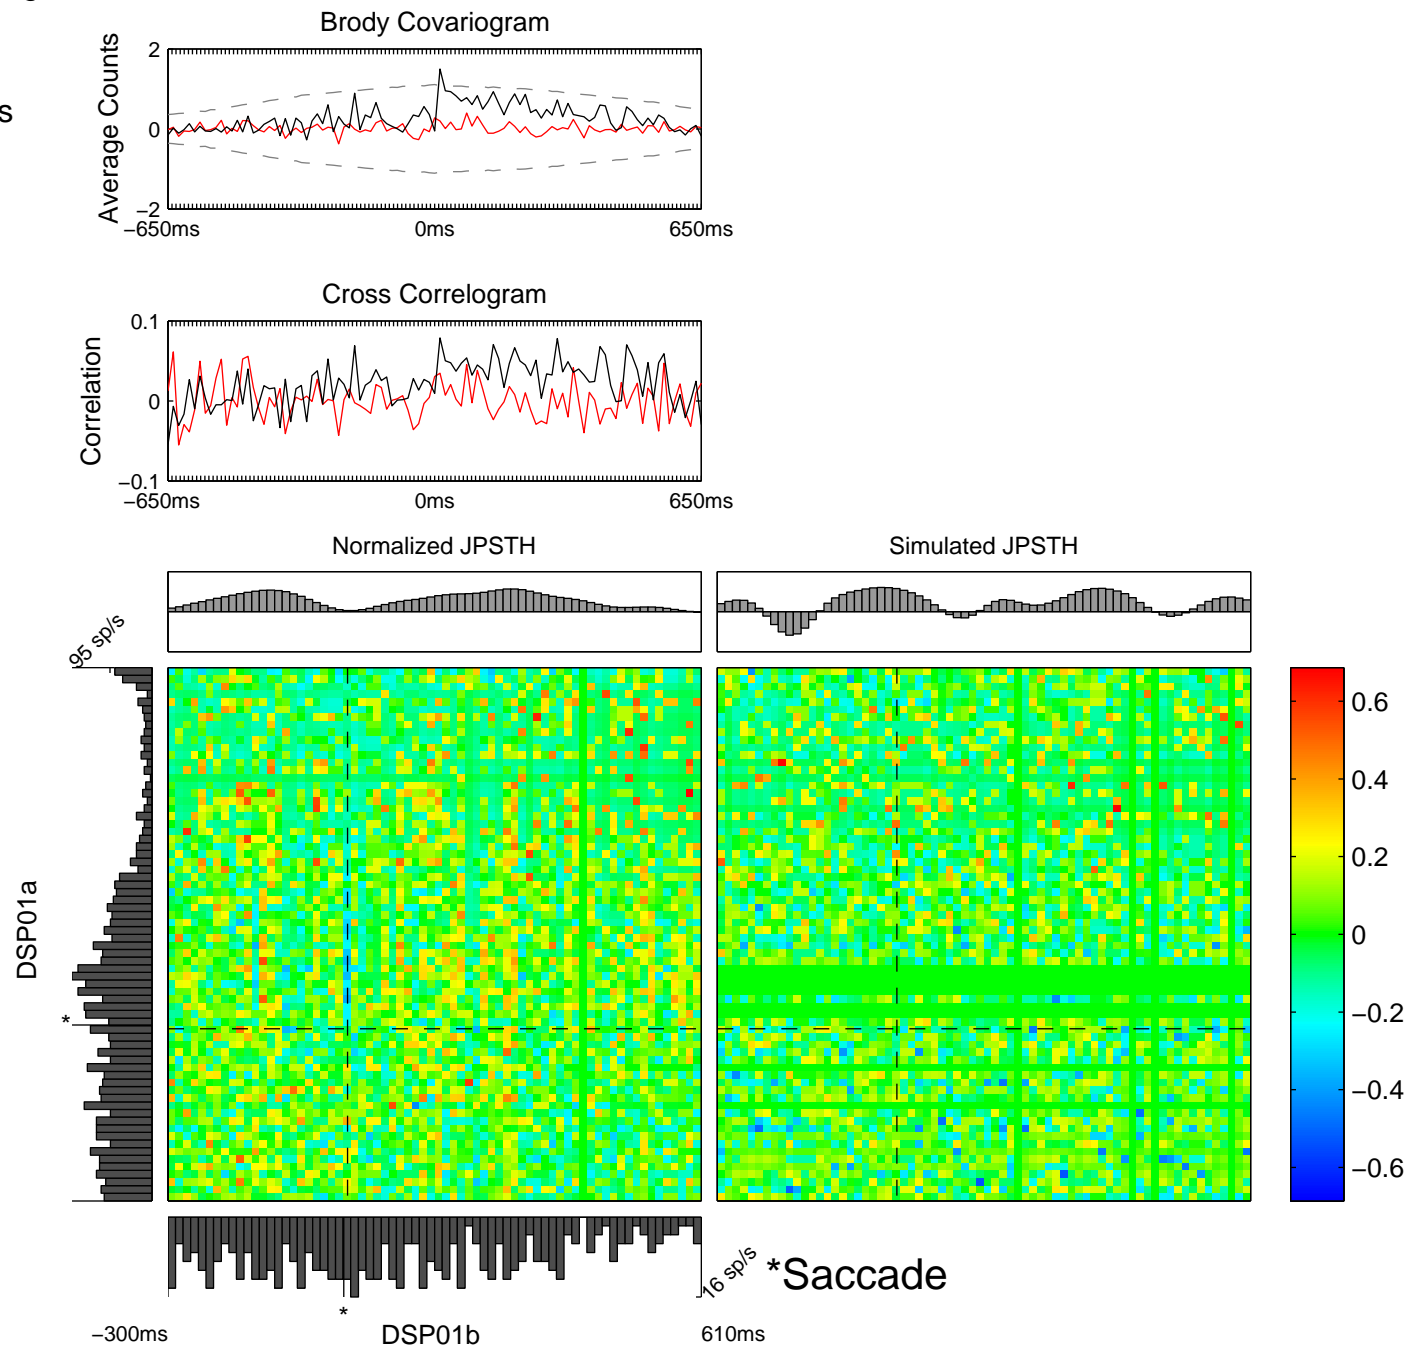 Brody Covariogram
Average Counts
2
0
−2
−650ms
0ms
650ms
s
Cross Correlogram
Correlation
0.1
0
−0.1
−650ms
0ms
650ms
Normalized JPSTH
Simulated JPSTH
95 sp/s
DSP01a
*
0.6
0.4
0.2
0
−0.2
−0.4
−0.6
16 sp/s
*Saccade
*
−300ms
DSP01b
610ms